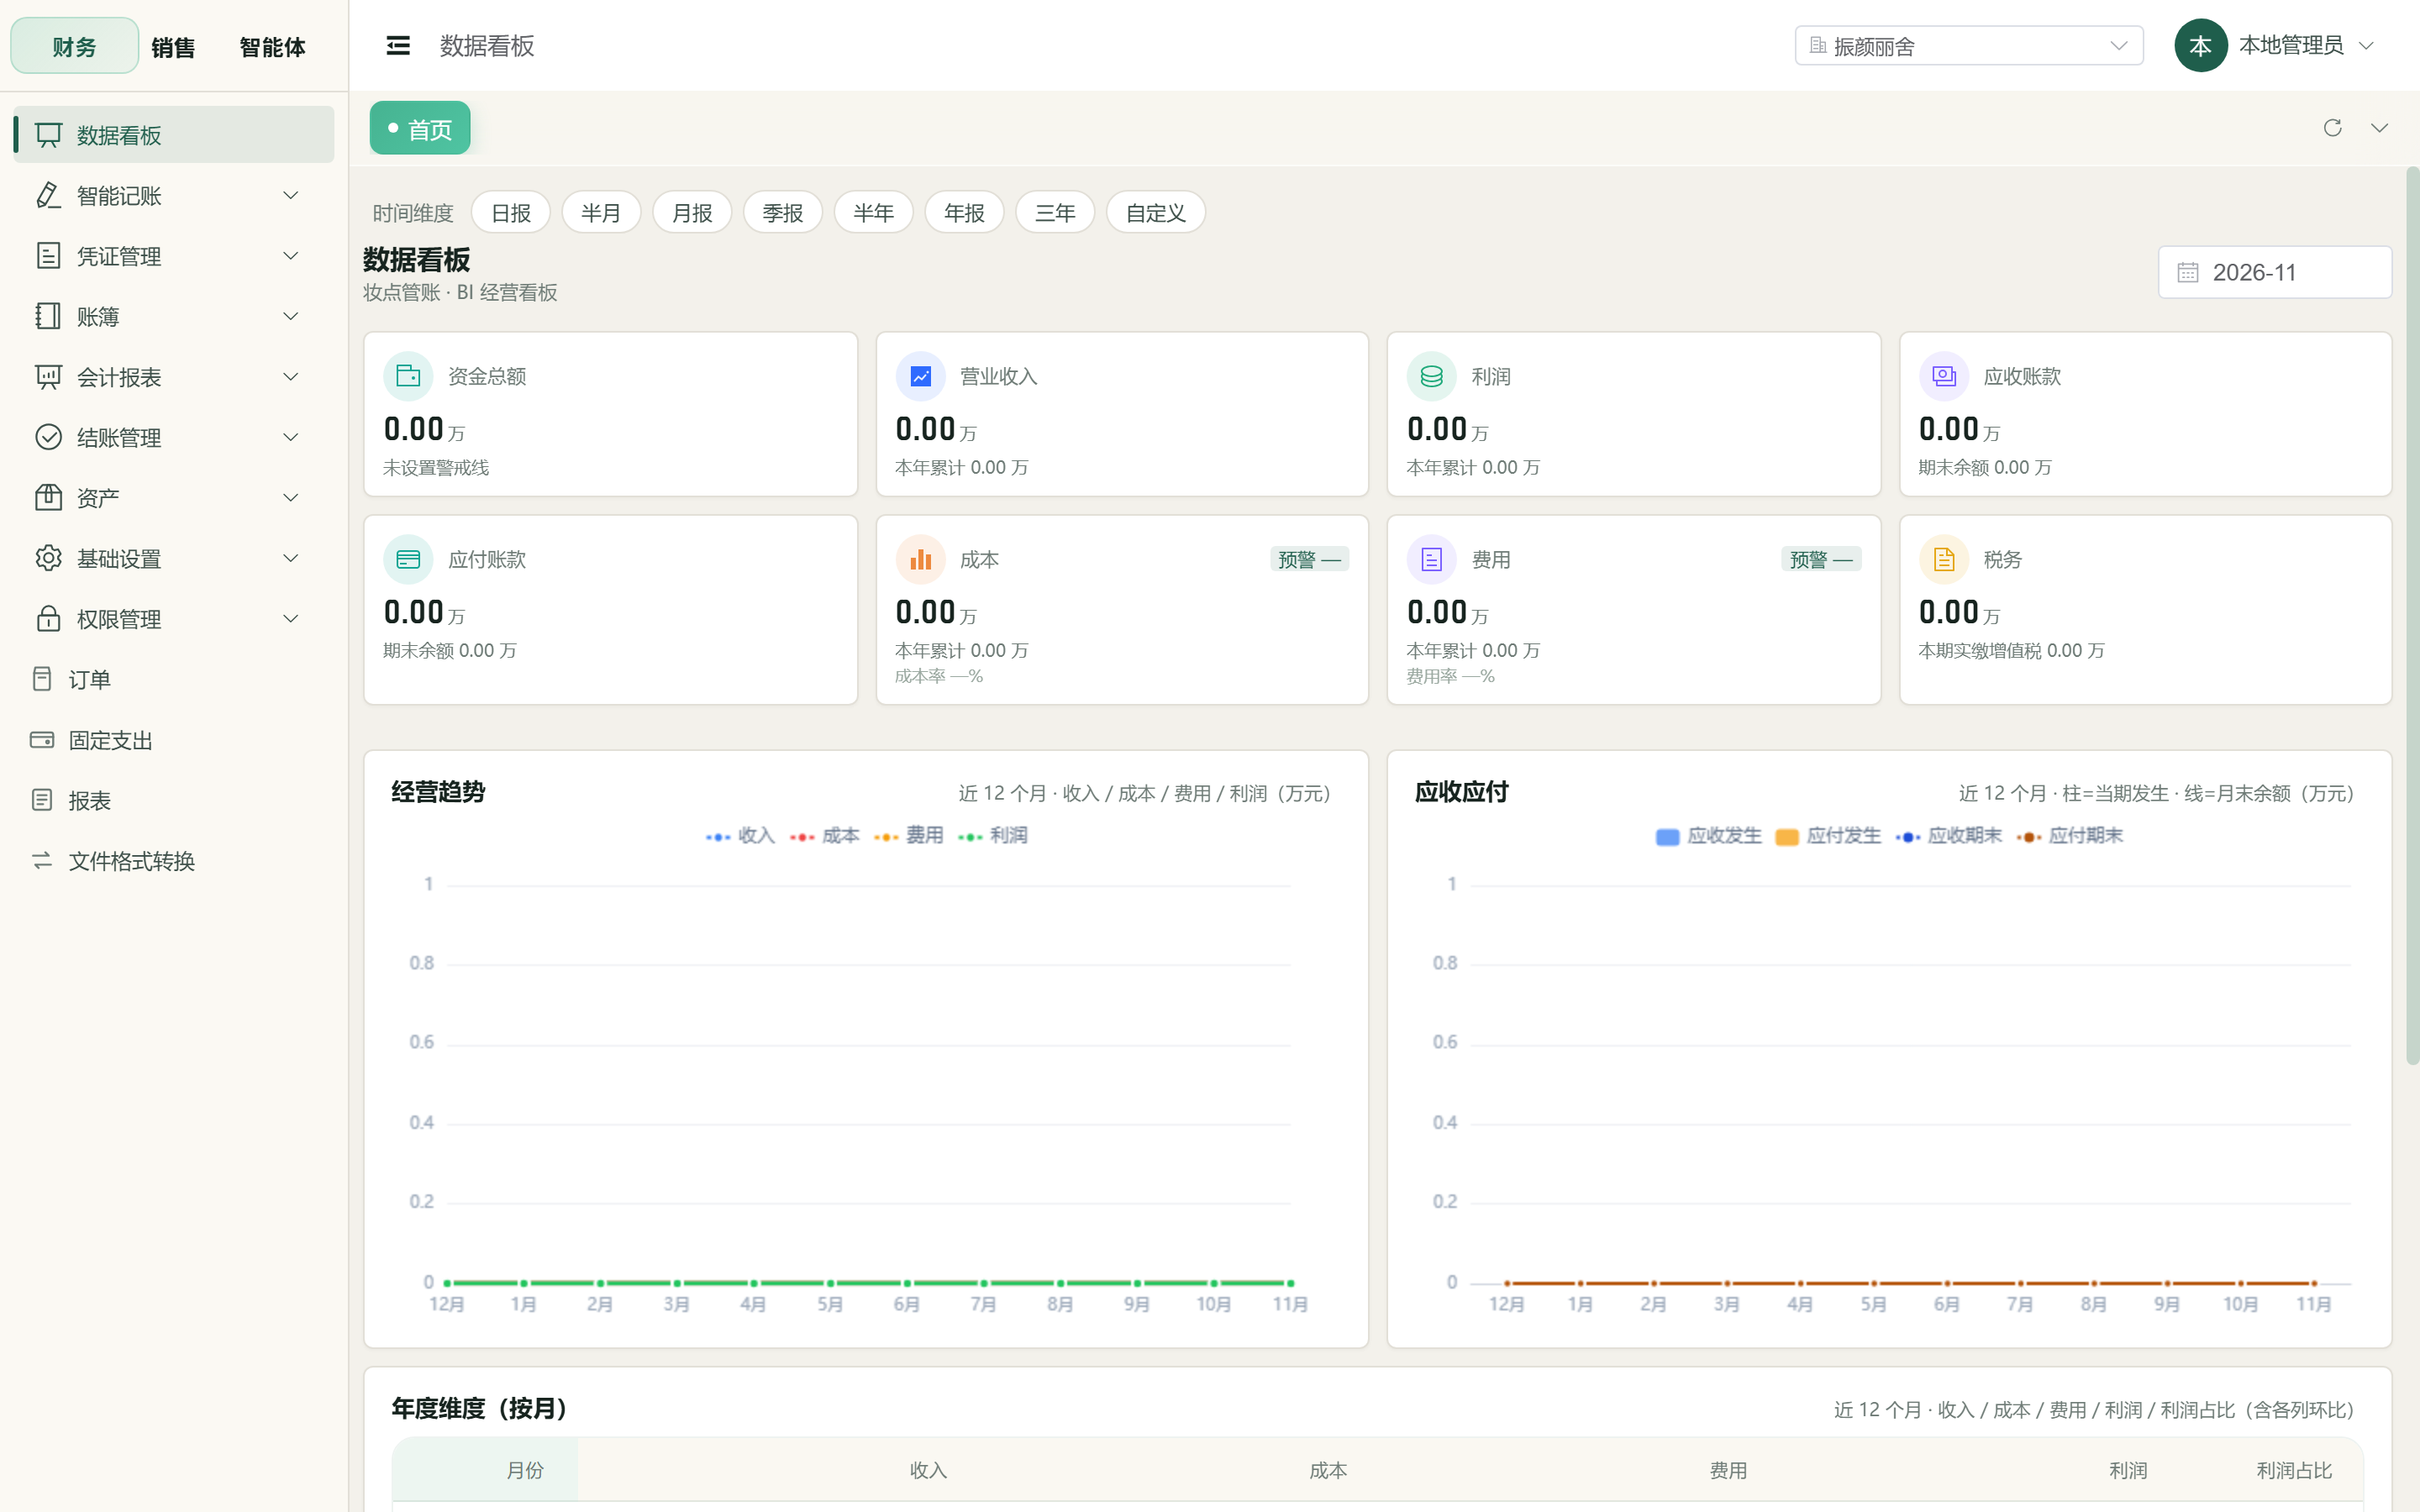 财务 销售 智能体
数据看板
振颜丽舍
本 本地管理员
数据看板
智能记账
凭证管理
账簿
会计报表
结账管理
资产
基础设置
权限管理
订单
固定支出
报表
文件格式转换
首页
时间维度 日报 半月 月报 季报 半年 年报 三年 自定义
数据看板
妆点管账 · BI 经营看板
2026-11
资金总额
0.00 万
未设置警戒线
营业收入
0.00 万
本年累计 0.00 万
利润
0.00 万
本年累计 0.00 万
应收账款
0.00 万
期末余额 0.00 万
应付账款
0.00 万
期末余额 0.00 万
成本 预警 —
0.00 万
本年累计 0.00 万
成本率 —%
费用 预警 —
0.00 万
本年累计 0.00 万
费用率 —%
税务
0.00 万
本期实缴增值税 0.00 万
经营趋势 近 12 个月 · 收入 / 成本 / 费用 / 利润（万元）
收入 成本 费用 利润
1
0.8
0.6
0.4
0.2
0
12月 1月 2月 3月 4月 5月 6月 7月 8月 9月 10月 11月
应收应付 近 12 个月 · 柱=当期发生 · 线=月末余额（万元）
应收发生 应付发生 应收期末 应付期末
1
0.8
0.6
0.4
0.2
0
12月 1月 2月 3月 4月 5月 6月 7月 8月 9月 10月 11月
年度维度（按月） 近 12 个月 · 收入 / 成本 / 费用 / 利润 / 利润占比（含各列环比）
月份 收入 成本 费用 利润 利润占比